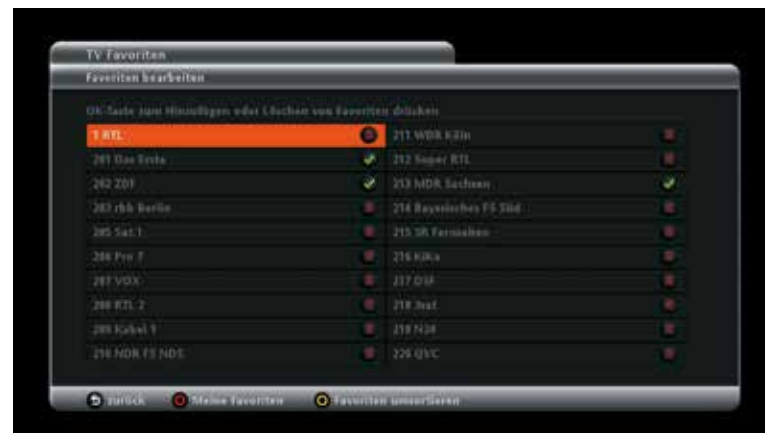 TV Favoriten
Favoriten bearbeiten
OK-Taste zum Hinzufügen oder Löschen von Favoriten drücken
1 RTL
201 Das Erste
202 ZDF
203 rbb Berlin
205 Sat.1
206 Pro 7
207 VOX
208 RTL 2
209 Kabel 1
210 NDR FS NDS
211 WDR Köln
212 Super RTL
213 MDR Sachsen
214 Bayerisches FS Süd
215 SR Fernsehen
216 KiKa
217 DSF
218 3sat
219 N24
220 QVC
zurück Meine Favoriten Favoriten umsortieren